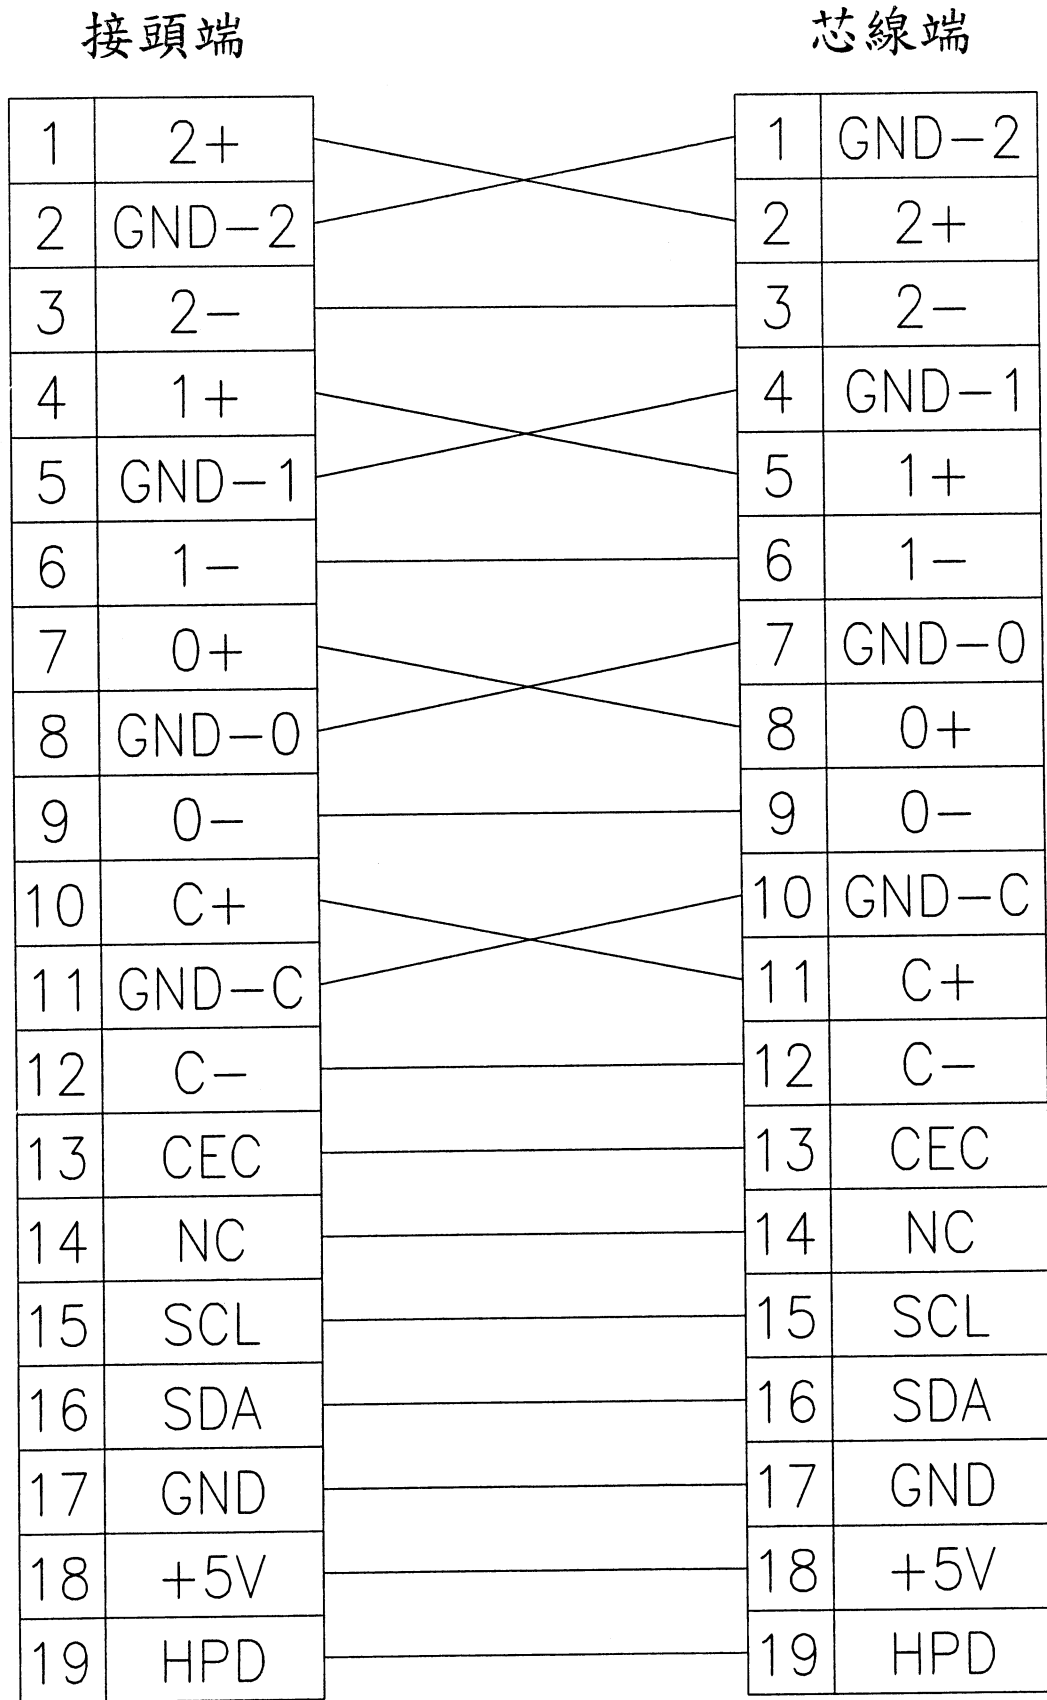 接頭端 芯線端
1 2+ 1 GND-2
2 GND-2 2 2+
3 2- 3 2-
4 1+ 4 GND-1
5 GND-1 5 1+
6 1- 6 1-
7 0+ 7 GND-0
8 GND-0 8 0+
9 0- 9 0-
10 C+ 10 GND-C
11 GND-C 11 C+
12 C- 12 C-
13 CEC 13 CEC
14 NC 14 NC
15 SCL 15 SCL
16 SDA 16 SDA
17 GND 17 GND
18 +5V 18 +5V
19 HPD 19 HPD